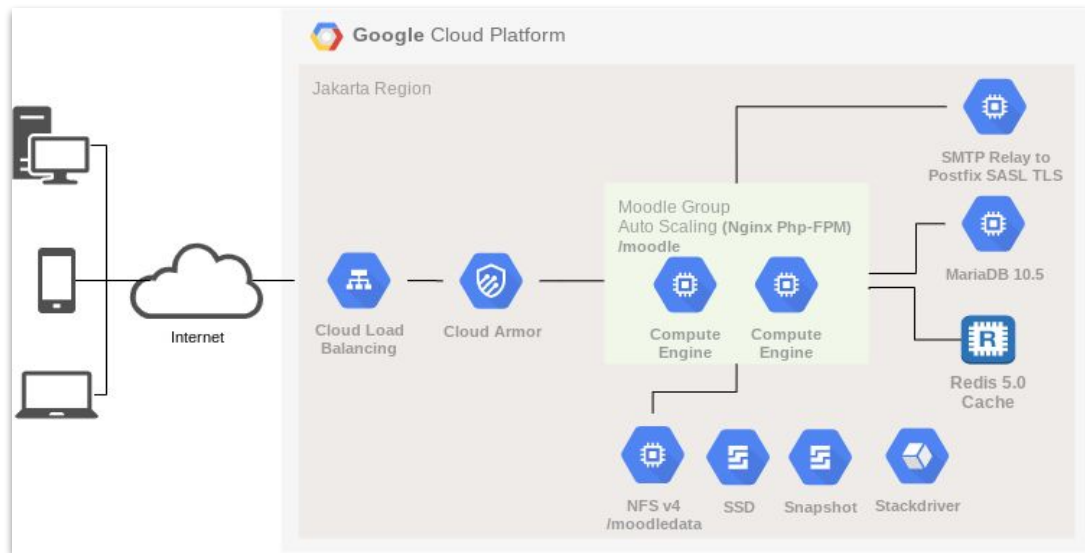 Google Cloud Platform
Jakarta Region
SMTP Relay to
Postfix SASL TLS
Moodle Group
Auto Scaling (Nginx Php-FPM)
/moodle
MariaDB 10.5
Internet
Cloud Load
Balancing
Cloud Armor
Compute
Engine
Compute
Engine
R
Redis 5.0
Cache
NFS v4
/moodledata
SSD
Snapshot
Stackdriver